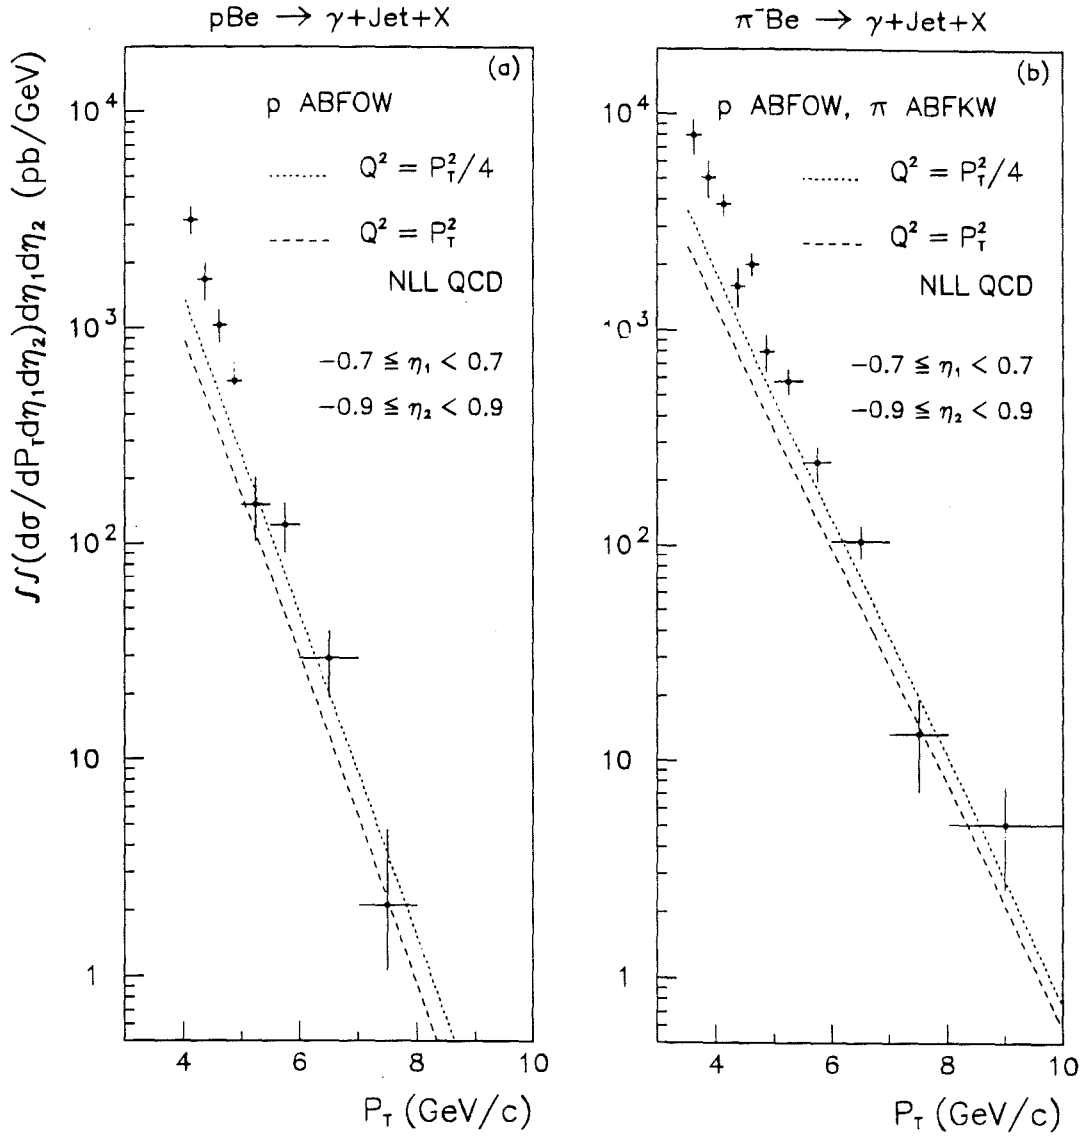 pBe → γ+Jet+X
(a)
p ABFOW
Q² = P_T²/4
Q² = P_T²
NLL QCD
−0.7 ≦ η₁ < 0.7
−0.9 ≦ η₂ < 0.9
∫∫(dσ/dP_Tdη₁dη₂)dη₁dη₂ (pb/GeV)
10⁴
10³
10²
10
1
4 6 8 10
P_T (GeV/c)
π⁻Be → γ+Jet+X
(b)
p ABFOW, π ABFKW
Q² = P_T²/4
Q² = P_T²
NLL QCD
−0.7 ≦ η₁ < 0.7
−0.9 ≦ η₂ < 0.9
10⁴
10³
10²
10
1
4 6 8 10
P_T (GeV/c)